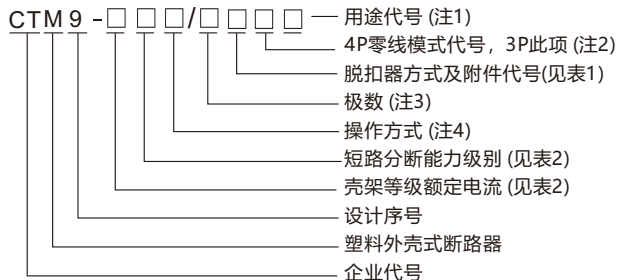 CTM9-□□□/□□□□ 用途代号 (注1)
4P零线模式代号，3P此项 (注2)
脱扣器方式及附件代号(见表1)
极数 (注3)
操作方式 (注4)
短路分断能力级别 (见表2)
壳架等级额定电流 (见表2)
设计序号
塑料外壳式断路器
企业代号